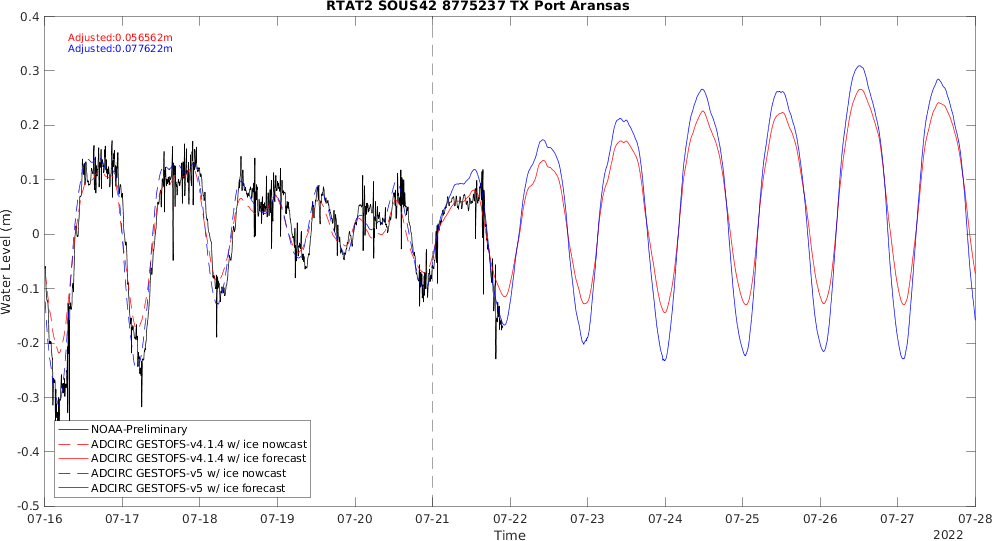 RTAT2 SOUS42 8775237 TX Port Aransas
Adjusted:0.056562m
Adjusted:0.077622m
0.4
0.3
0.2
0.1
0
-0.1
-0.2
-0.3
-0.4
-0.5
Water Level (m)
NOAA-Preliminary
ADCIRC GESTOFS-v4.1.4 w/ ice nowcast
ADCIRC GESTOFS-v4.1.4 w/ ice forecast
ADCIRC GESTOFS-v5 w/ ice nowcast
ADCIRC GESTOFS-v5 w/ ice forecast
07-16 07-17 07-18 07-19 07-20 07-21 07-22 07-23 07-24 07-25 07-26 07-27 07-28
Time
2022